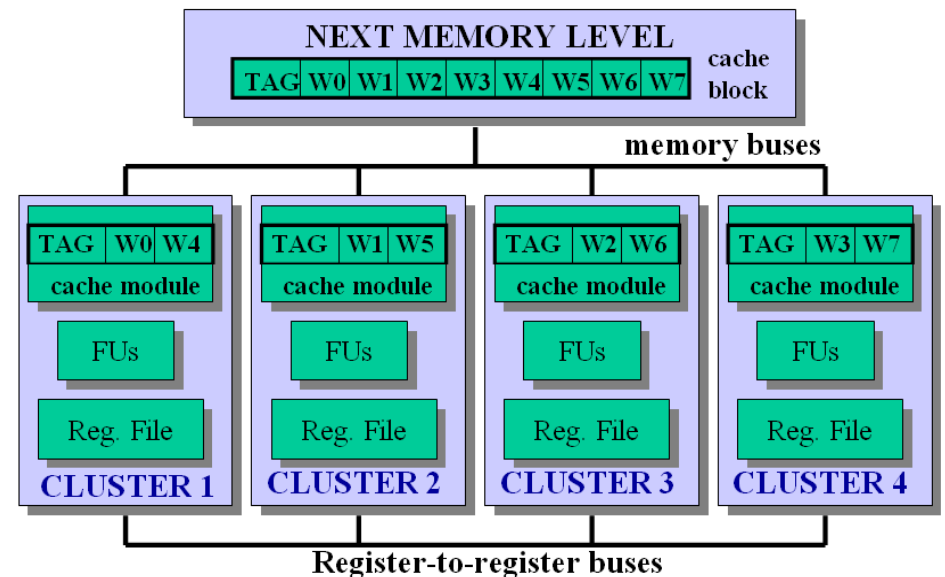 NEXT MEMORY LEVEL
TAG W0 W1 W2 W3 W4 W5 W6 W7
cache
block
memory buses
TAG W0 W4
cache module
FUs
Reg. File
CLUSTER 1
TAG W1 W5
cache module
FUs
Reg. File
CLUSTER 2
TAG W2 W6
cache module
FUs
Reg. File
CLUSTER 3
TAG W3 W7
cache module
FUs
Reg. File
CLUSTER 4
Register-to-register buses